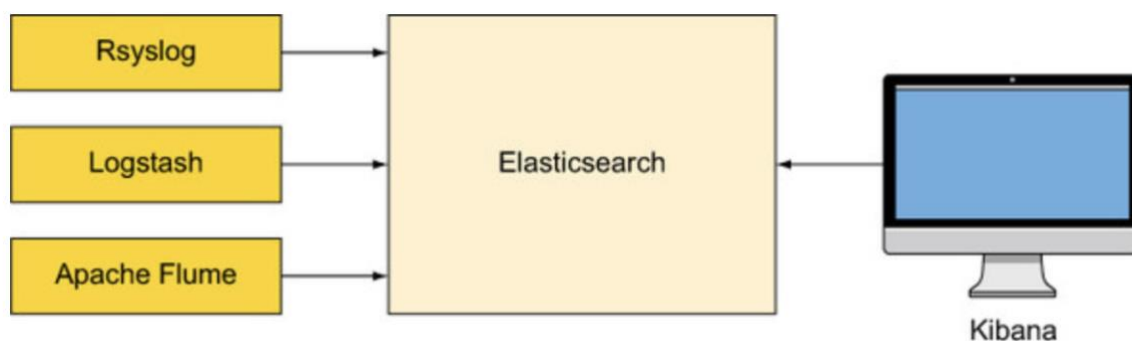 Rsyslog
Logstash
Elasticsearch
Apache Flume
Kibana